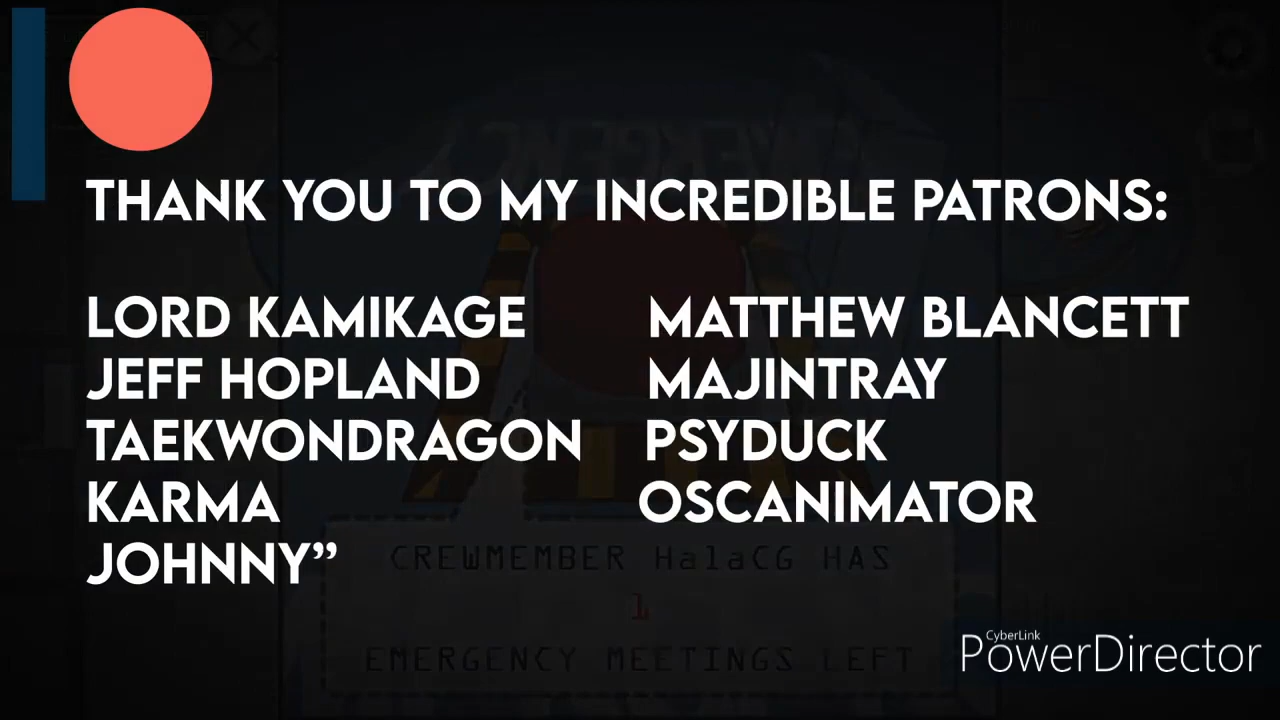 THANK YOU TO MY INCREDIBLE PATRONS:
LORD KAMIKAGE
JEFF HOPLAND
TAEKWONDRAGON
KARMA
JOHNNY”
MATTHEW BLANCETT
MAJINTRAY
PSYDUCK
OSCANIMATOR
EMERGENCY
CREWMEMBER HalaCG HAS
1
EMERGENCY MEETINGS LEFT
CyberLink
PowerDirector